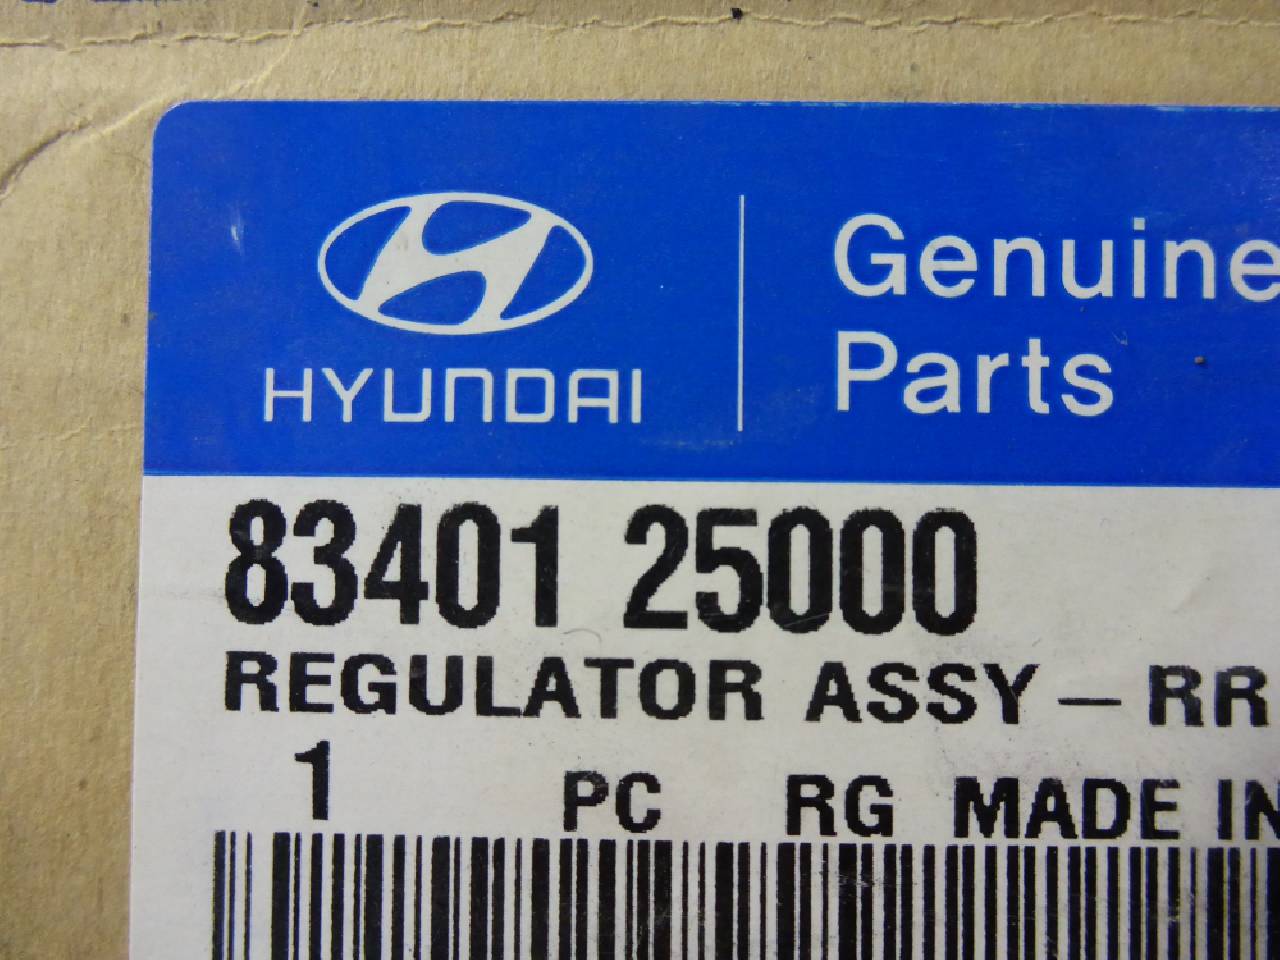 HYUNDAI
Genuine
Parts
83401 25000
REGULATOR ASSY-RR
1 PC RG MADE IN